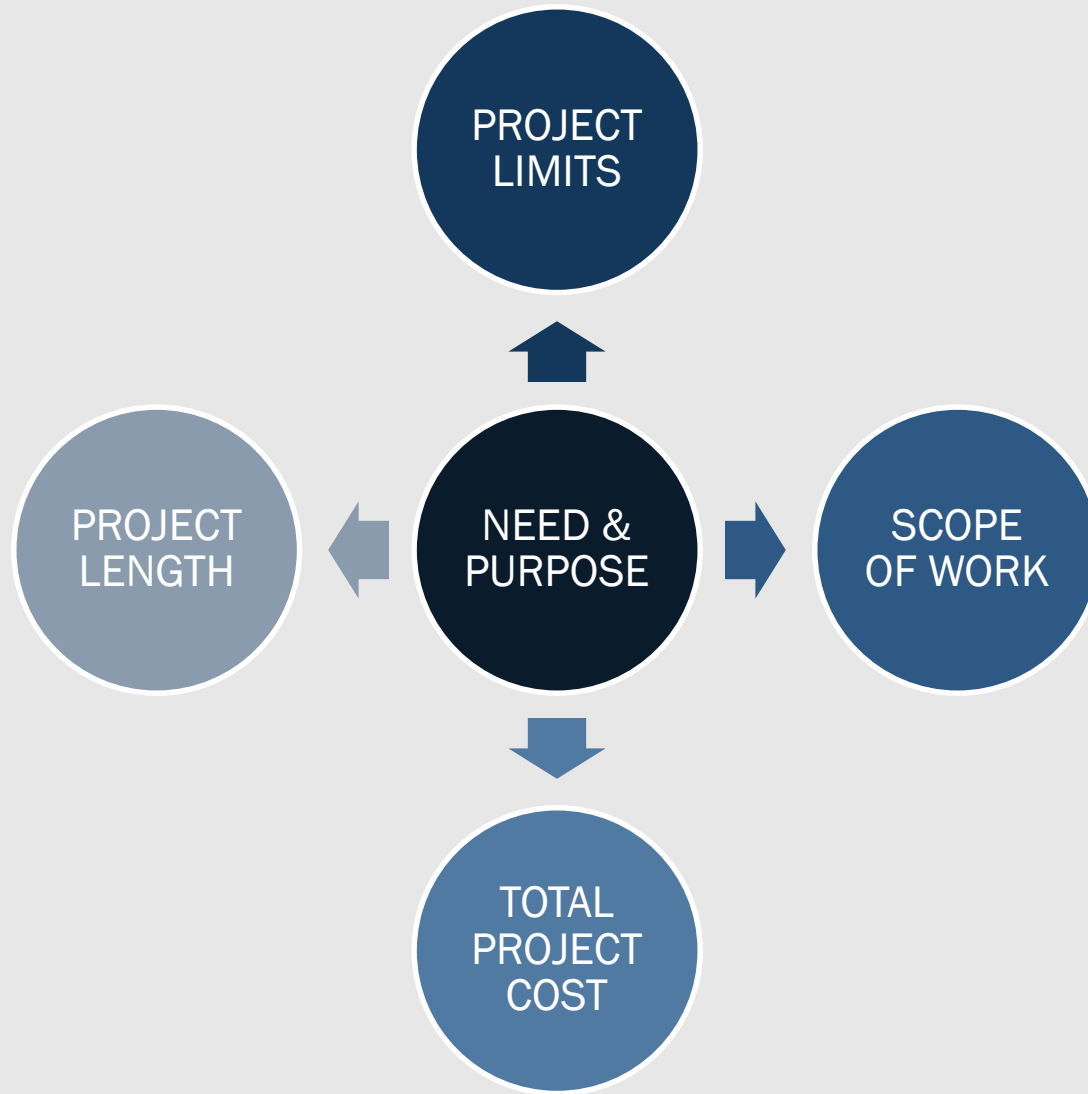 PROJECT
LIMITS
PROJECT
LENGTH
NEED &
PURPOSE
SCOPE
OF WORK
TOTAL
PROJECT
COST